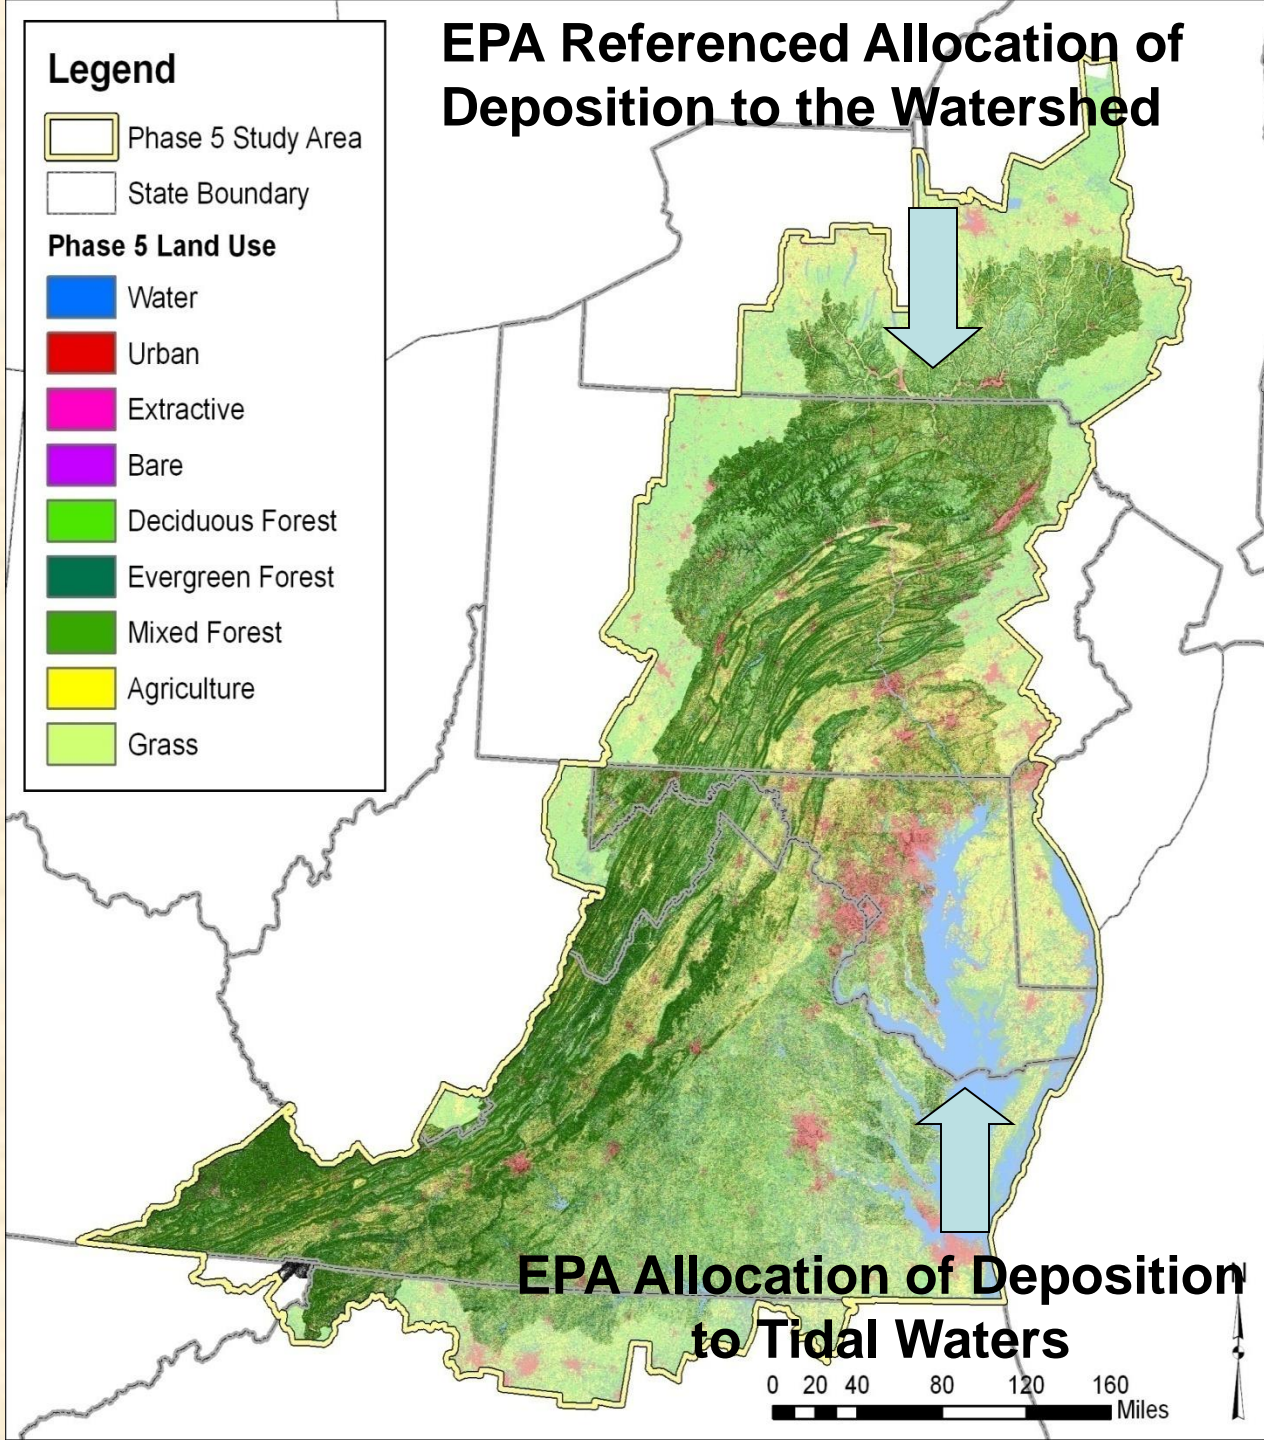 EPA Referenced Allocation of
Deposition to the Watershed
Legend
Phase 5 Study Area
State Boundary
Phase 5 Land Use
Water
Urban
Extractive
Bare
Deciduous Forest
Evergreen Forest
Mixed Forest
Agriculture
Grass
EPA Allocation of Deposition
to Tidal Waters
N
0 20 40 80 120 160
Miles